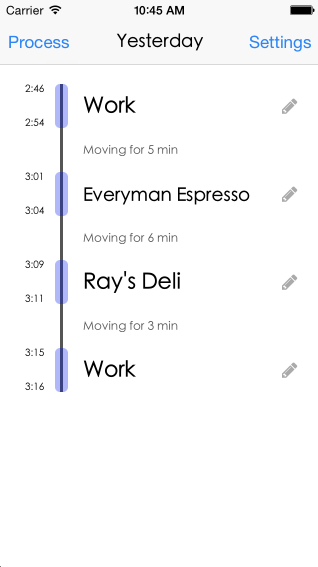 Carrier 10:45 AM
Process Yesterday Settings
2:46
Work
2:54
Moving for 5 min
3:01
Everyman Espresso
3:04
Moving for 6 min
3:09
Ray's Deli
3:11
Moving for 3 min
3:15
Work
3:16